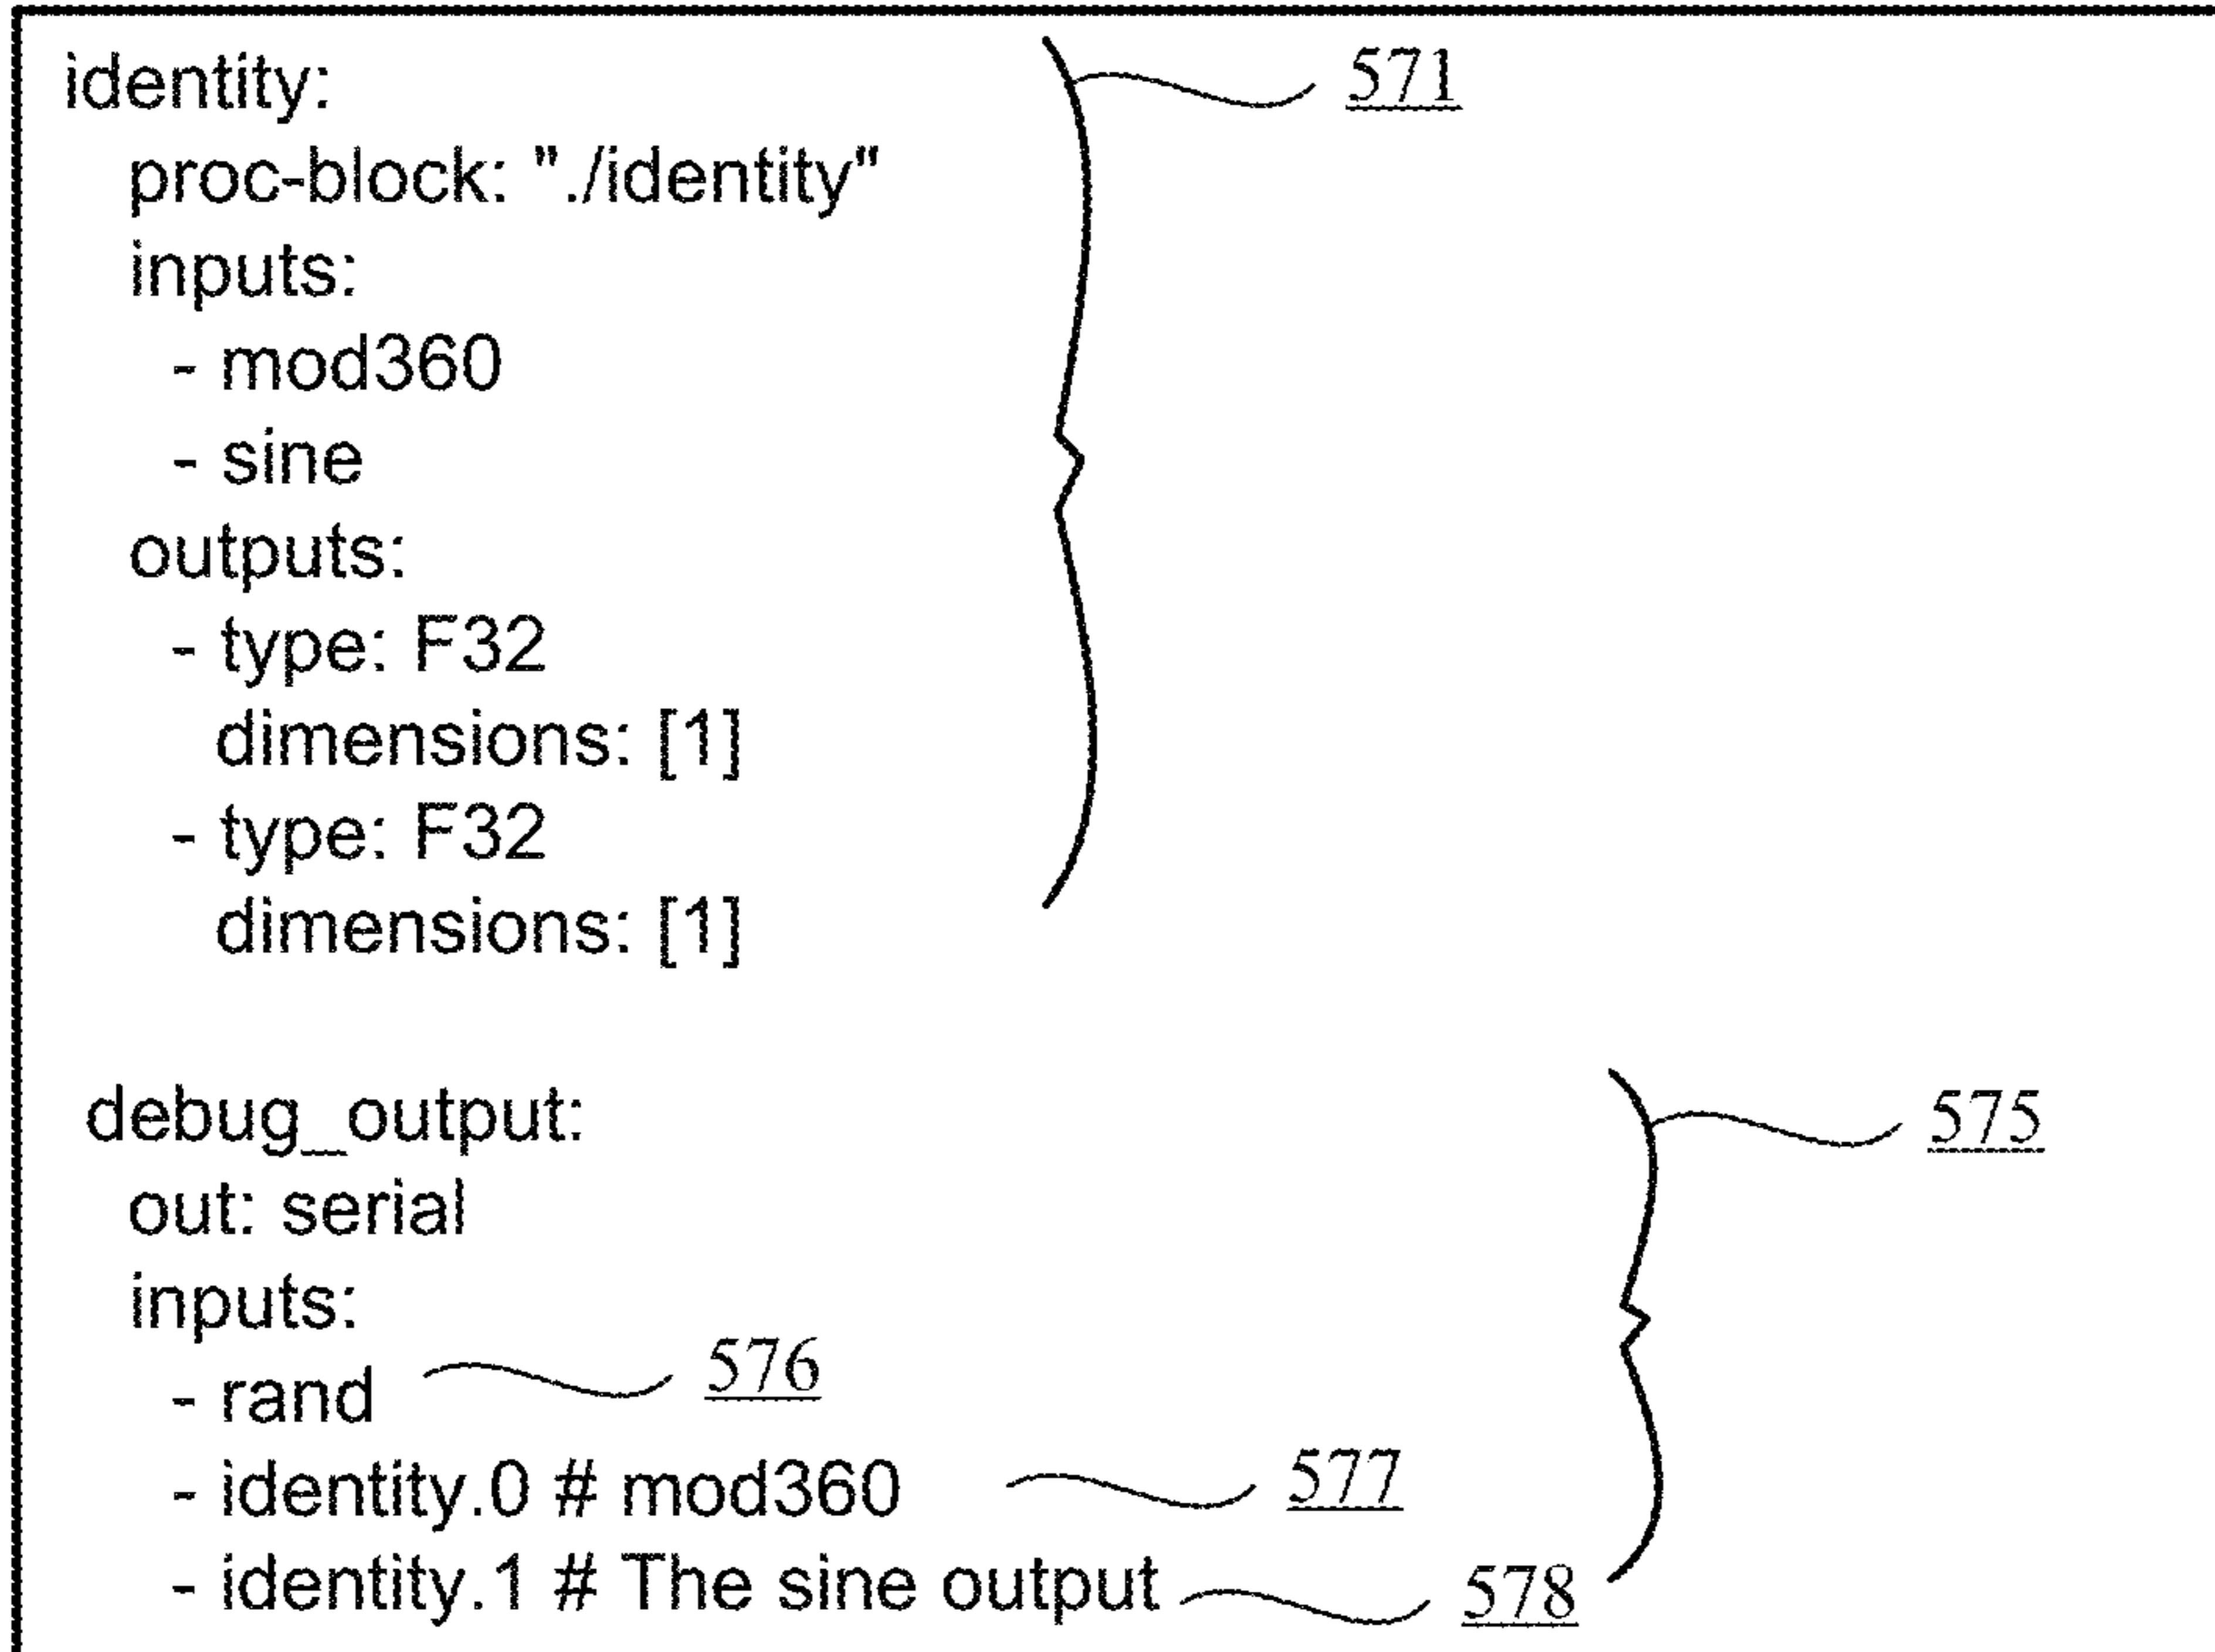 identity: 571
proc-block: "./identity"
inputs:
- mod360
- sine
outputs:
- type: F32
dimensions: [1]
- type: F32
dimensions: [1]
debug_output: 575
out: serial
inputs:
- rand 576
- identity.0 # mod360 577
- identity.1 # The sine output 578